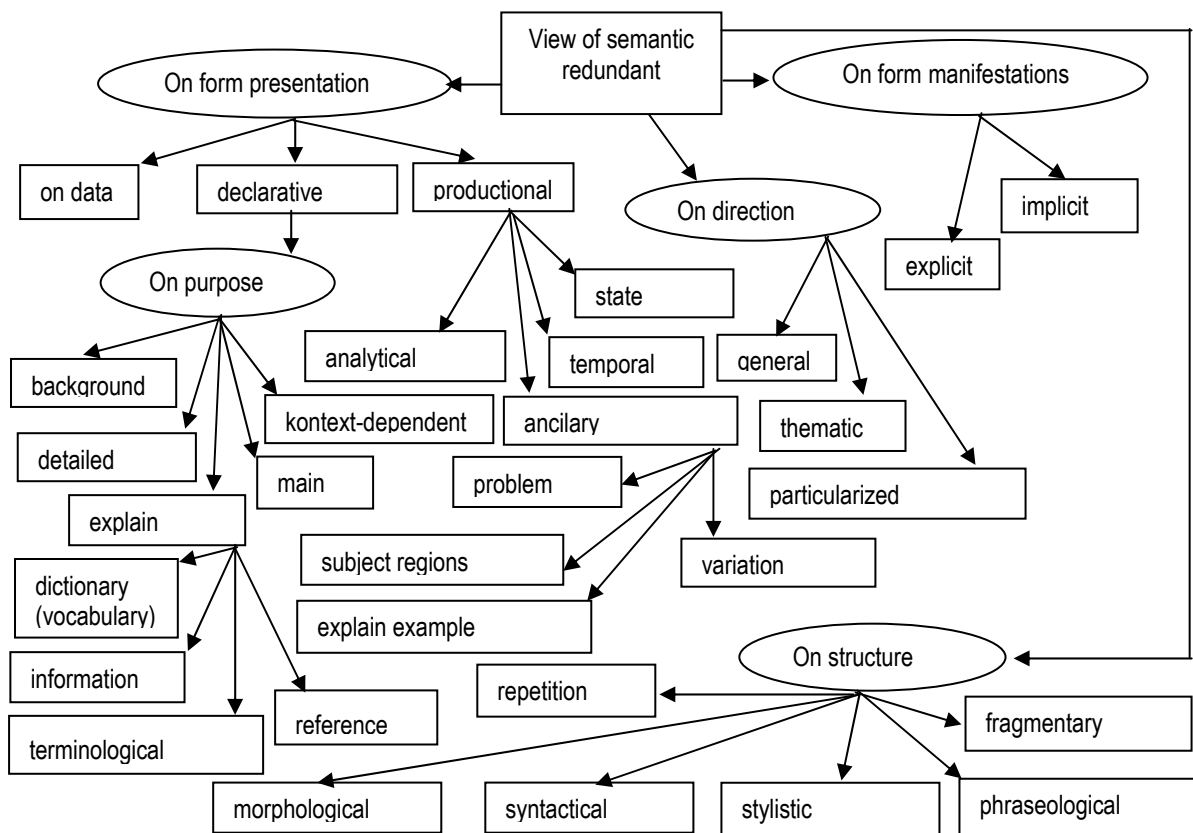 View of semantic
redundant
On form presentation
On form manifestations
on data
declarative
productional
On direction
implicit
explicit
On purpose
state
analytical
temporal
general
background
kontext-dependent
ancilary
thematic
detailed
main
problem
particularized
explain
subject regions
variation
dictionary
(vocabulary)
explain example
On structure
information
repetition
reference
fragmentary
terminological
morphological
syntactical
stylistic
phraseological